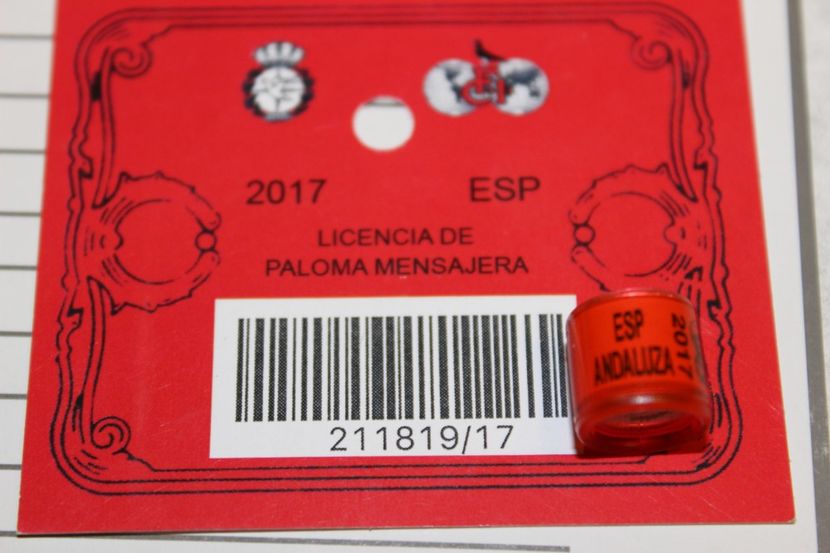 2017 ESP
LICENCIA DE
PALOMA MENSAJERA
211819/17
ESP
ANDALUZA
2017